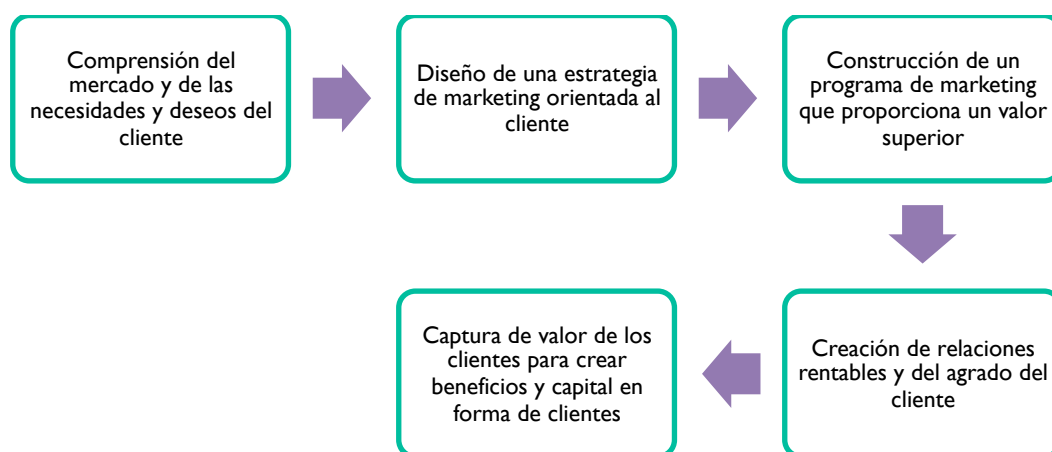 Comprensión del
mercado y de las
necesidades y deseos del
cliente
Diseño de una estrategia
de marketing orientada al
cliente
Construcción de un
programa de marketing
que proporciona un valor
superior
Creación de relaciones
rentables y del agrado del
cliente
Captura de valor de los
clientes para crear
beneficios y capital en
forma de clientes